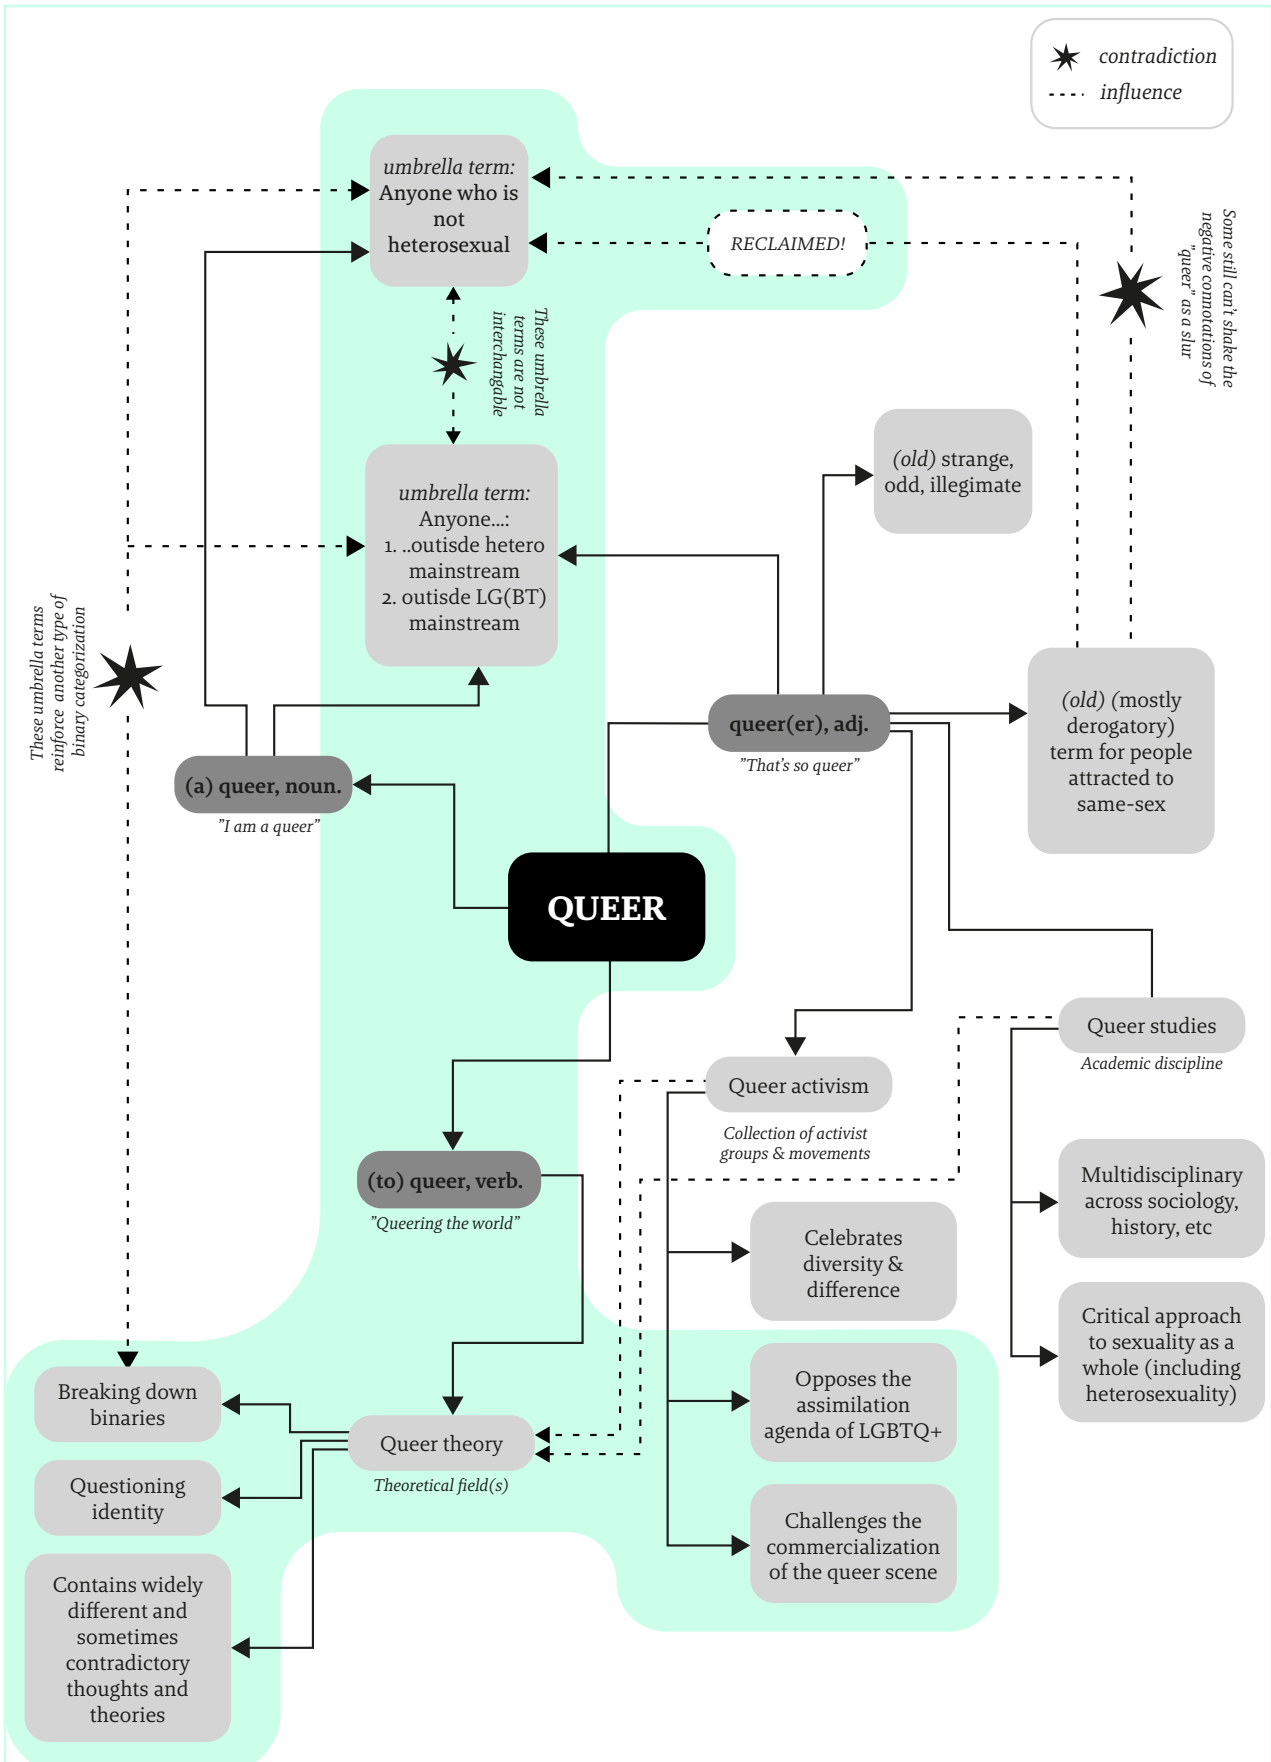 contradiction
influence
umbrella term:
Anyone who is
not
heterosexual
RECLAIMED!
Some still can't shake the
negative connotations of
"queer" as a slur
These umbrella
terms are not
interchangable
(old) strange,
odd, illegimate
umbrella term:
Anyone...:
1. ..outisde hetero
mainstream
2. outisde LG(BT)
mainstream
These umbrella terms
reinforce another type of
binary categorization
(old) (mostly
derogatory)
term for people
attracted to
same-sex
queer(er), adj.
"That's so queer"
(a) queer, noun.
"I am a queer"
QUEER
Queer studies
Academic discipline
Queer activism
Collection of activist
groups & movements
(to) queer, verb.
"Queering the world"
Multidisciplinary
across sociology,
history, etc
Celebrates
diversity &
difference
Critical approach
to sexuality as a
whole (including
heterosexuality)
Breaking down
binaries
Opposes the
assimilation
agenda of LGBTQ+
Queer theory
Theoretical field(s)
Questioning
identity
Challenges the
commercialization
of the queer scene
Contains widely
different and
sometimes
contradictory
thoughts and
theories